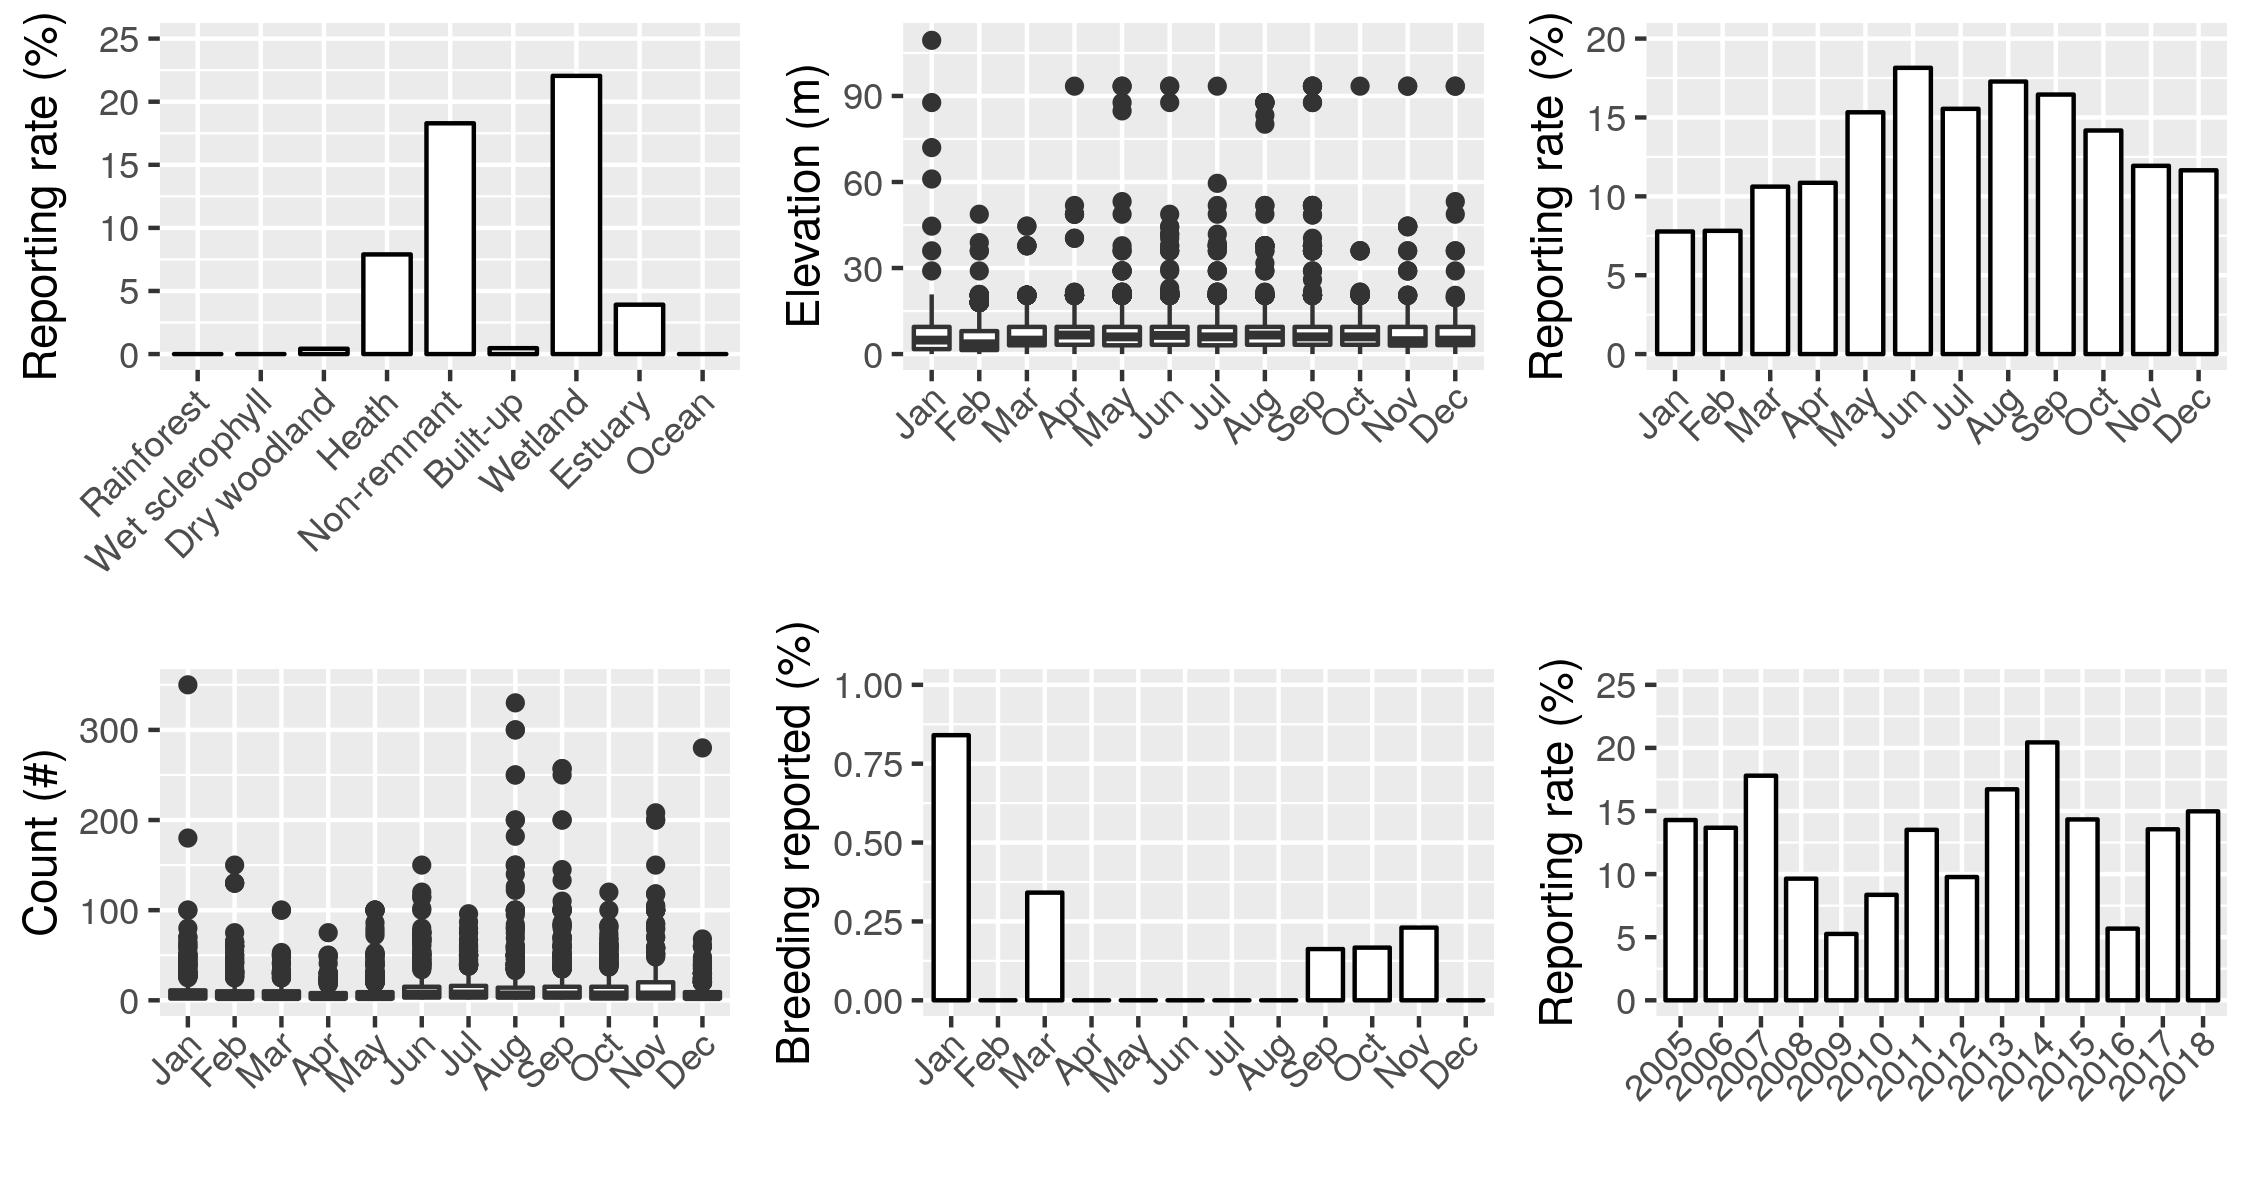 Reporting rate (%)
25
20
15
10
5
0
Rainforest
Wet sclerophyll
Dry woodland
Heath
Non-remnant
Built-up
Wetland
Estuary
Ocean
Elevation (m)
90
60
30
0
Jan
Feb
Mar
Apr
May
Jun
Jul
Aug
Sep
Oct
Nov
Dec
Reporting rate (%)
20
15
10
5
0
Jan
Feb
Mar
Apr
May
Jun
Jul
Aug
Sep
Oct
Nov
Dec
Count (#)
300
200
100
0
Jan
Feb
Mar
Apr
May
Jun
Jul
Aug
Sep
Oct
Nov
Dec
Breeding reported (%)
1.00
0.75
0.50
0.25
0.00
Jan
Feb
Mar
Apr
May
Jun
Jul
Aug
Sep
Oct
Nov
Dec
Reporting rate (%)
25
20
15
10
5
0
2005
2006
2007
2008
2009
2010
2011
2012
2013
2014
2015
2016
2017
2018